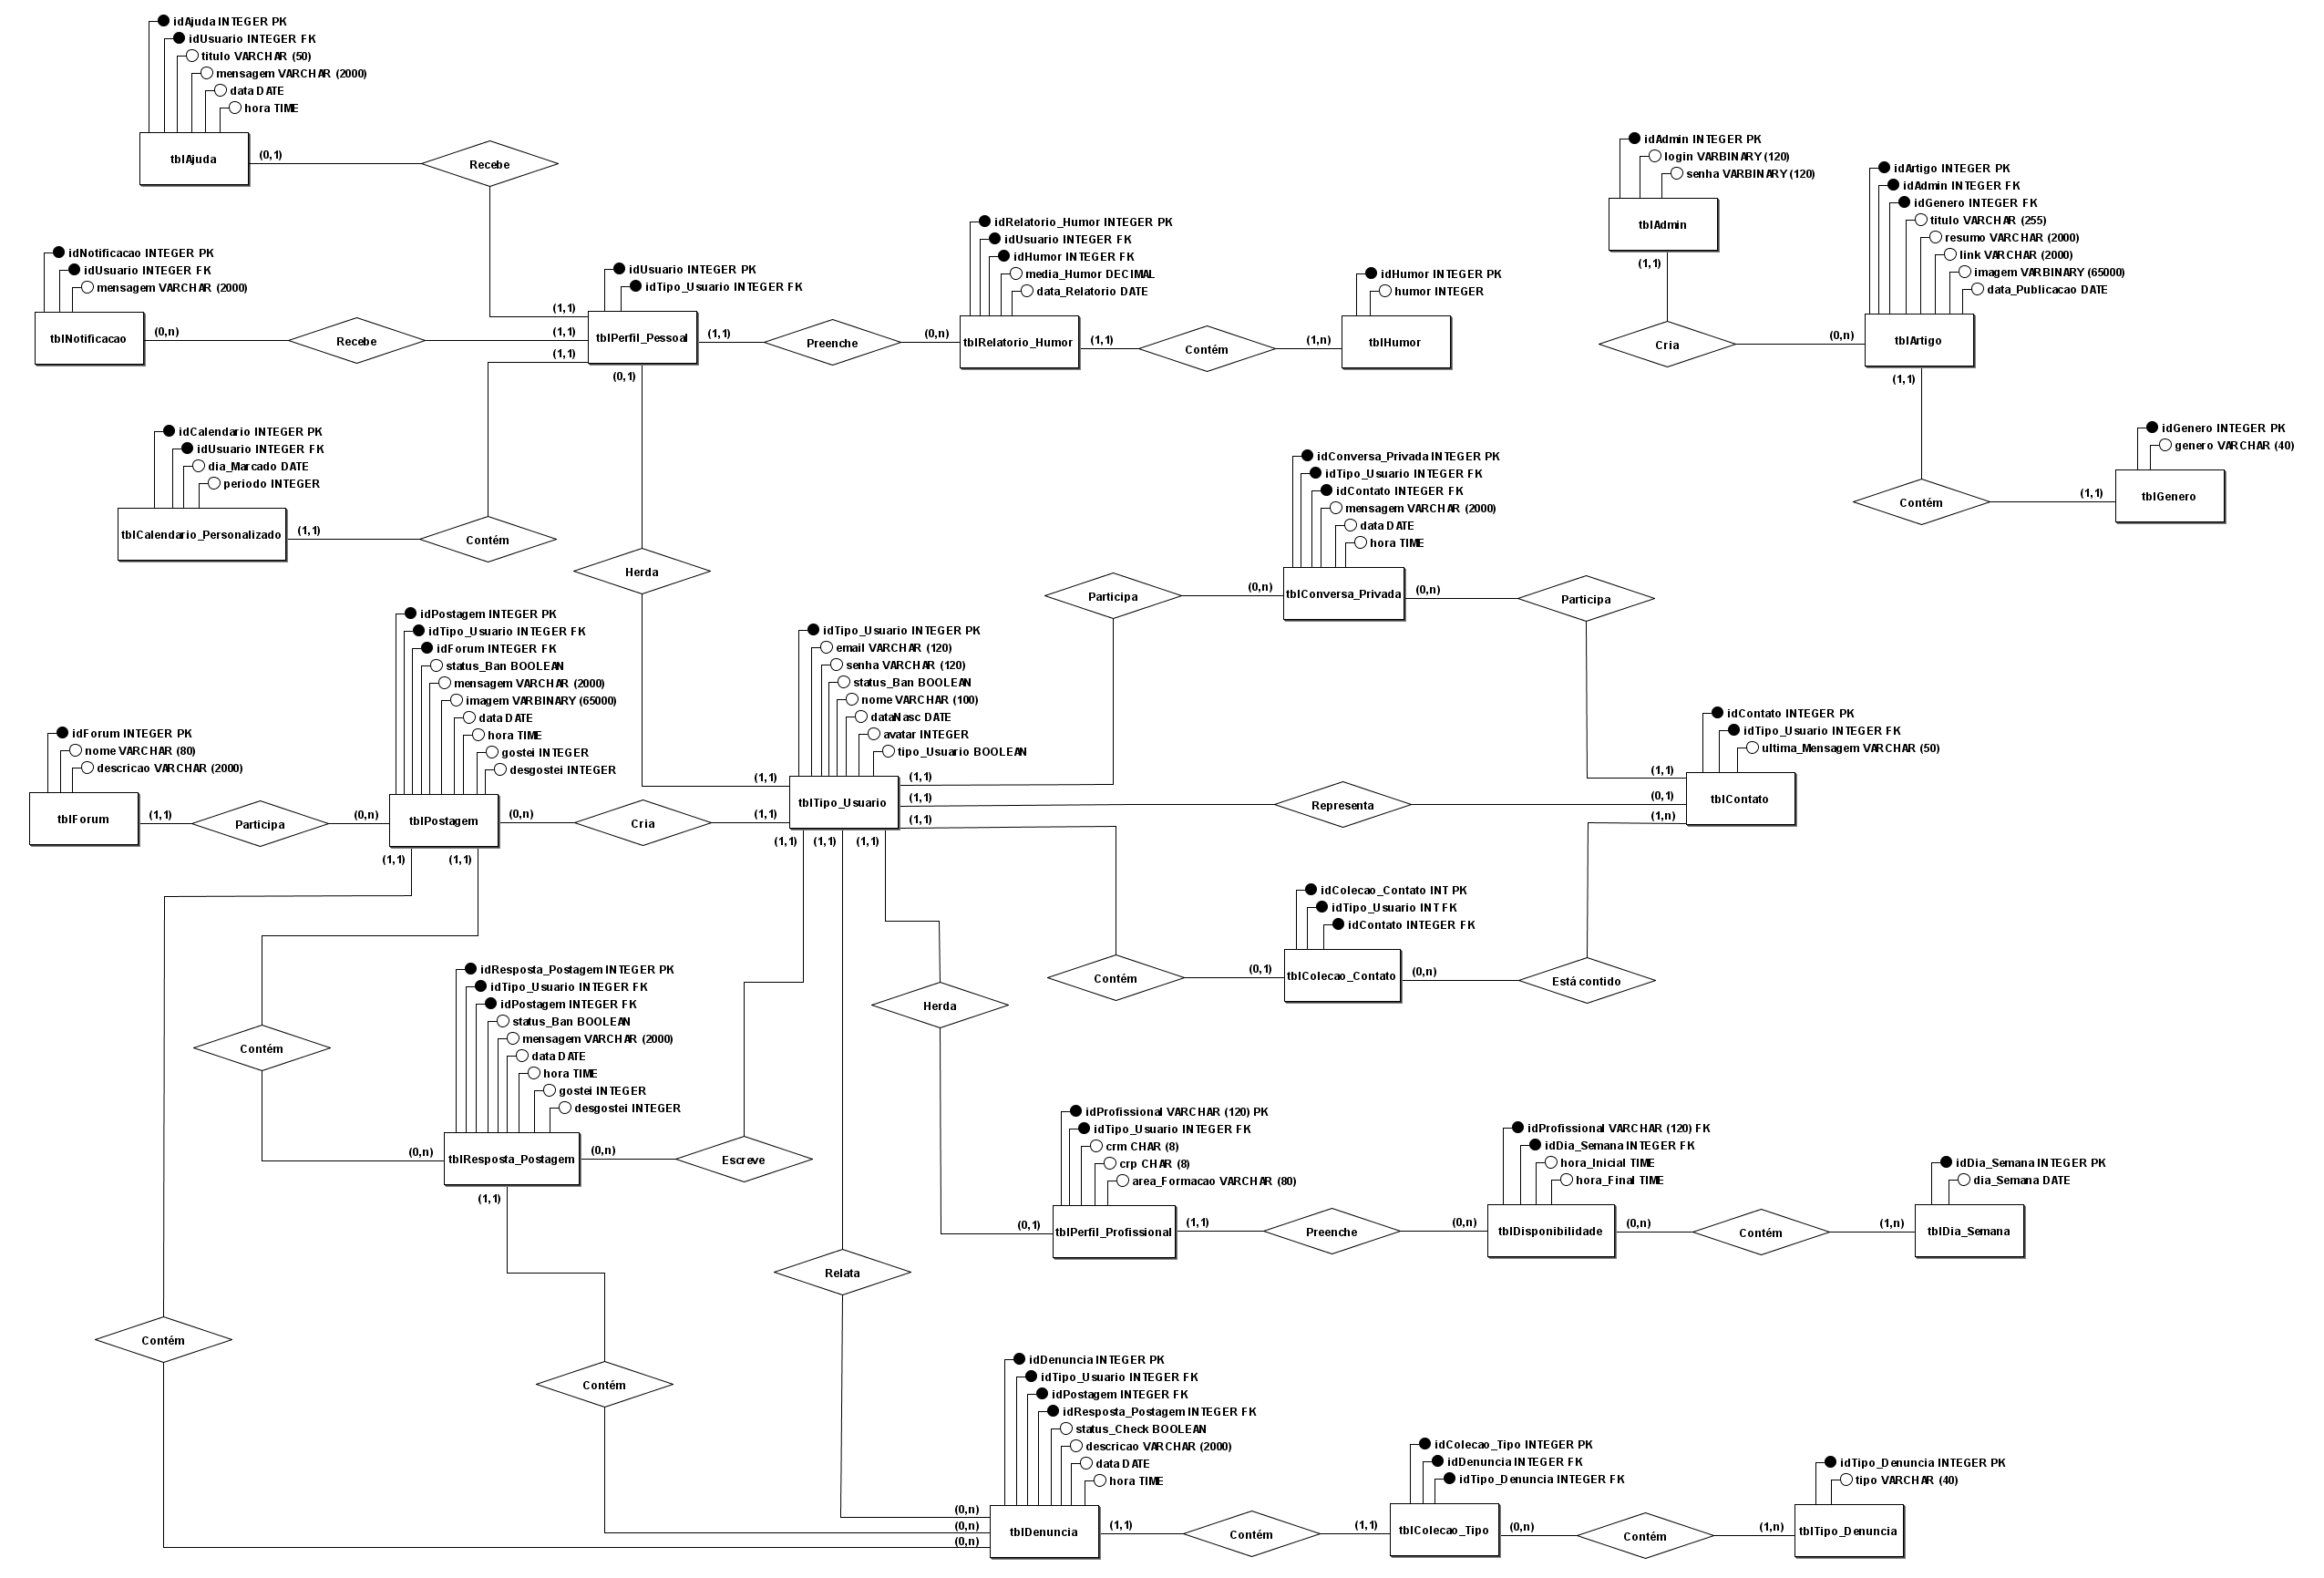 idAjuda INTEGER PK
idUsuario INTEGER FK
titulo VARCHAR (50)
mensagem VARCHAR (2000)
data DATE
hora TIME
tblAjuda
(0,1)
Recebe
(1,1)
idNotificacao INTEGER PK
idUsuario INTEGER FK
mensagem VARCHAR (2000)
tblNotificacao
(0,n)
Recebe
(1,1)
idUsuario INTEGER PK
idTipo_Usuario INTEGER FK
tblPerfil_Pessoal
(1,1)
(0,1)
(1,1)
Preenche
(0,n)
idRelatorio_Humor INTEGER PK
idUsuario INTEGER FK
idHumor INTEGER FK
media_Humor DECIMAL
data_Relatorio DATE
tblRelatorio_Humor
(1,1)
Contém
(1,n)
idHumor INTEGER PK
humor INTEGER
tblHumor
idAdmin INTEGER PK
login VARBINARY (120)
senha VARBINARY (120)
tblAdmin
(1,1)
Cria
(0,n)
idArtigo INTEGER PK
idAdmin INTEGER FK
idGenero INTEGER FK
titulo VARCHAR (255)
resumo VARCHAR (2000)
link VARCHAR (2000)
imagem VARBINARY (65000)
data_Publicacao DATE
tblArtigo
(1,1)
Contém
(1,1)
idGenero INTEGER PK
genero VARCHAR (40)
tblGenero
idCalendario INTEGER PK
idUsuario INTEGER FK
dia_Marcado DATE
periodo INTEGER
tblCalendario_Personalizado
(1,1)
Contém
Herda
idConversa_Privada INTEGER PK
idTipo_Usuario INTEGER FK
idContato INTEGER FK
mensagem VARCHAR (2000)
data DATE
hora TIME
tblConversa_Privada
Participa
(0,n)
(0,n)
Participa
idPostagem INTEGER PK
idTipo_Usuario INTEGER FK
idForum INTEGER FK
status_Ban BOOLEAN
mensagem VARCHAR (2000)
imagem VARBINARY (65000)
data DATE
hora TIME
gostei INTEGER
desgostei INTEGER
tblPostagem
idForum INTEGER PK
nome VARCHAR (80)
descricao VARCHAR (2000)
tblForum
(1,1)
Participa
(0,n)
(0,n)
Cria
(1,1)
(1,1)
(1,1)
(1,1)
idTipo_Usuario INTEGER PK
email VARCHAR (120)
senha VARCHAR (120)
status_Ban BOOLEAN
nome VARCHAR (100)
dataNasc DATE
avatar INTEGER
tipo_Usuario BOOLEAN
tblTipo_Usuario
(1,1)
(1,1)
(1,1)
(1,1)
(1,1)
(1,1)
Representa
(1,1)
(0,1)
(1,n)
idContato INTEGER PK
idTipo_Usuario INTEGER FK
ultima_Mensagem VARCHAR (50)
tblContato
idColecao_Contato INT PK
idTipo_Usuario INT FK
idContato INTEGER FK
tblColecao_Contato
Contém
(0,1)
(0,n)
Está contido
Contém
(0,n)
idResposta_Postagem INTEGER PK
idTipo_Usuario INTEGER FK
idPostagem INTEGER FK
status_Ban BOOLEAN
mensagem VARCHAR (2000)
data DATE
hora TIME
gostei INTEGER
desgostei INTEGER
tblResposta_Postagem
(0,n)
Escreve
(1,1)
Herda
(0,1)
idProfissional VARCHAR (120) PK
idTipo_Usuario INTEGER FK
crm CHAR (8)
crp CHAR (8)
area_Formacao VARCHAR (80)
tblPerfil_Profissional
(1,1)
Preenche
(0,n)
idProfissional VARCHAR (120) FK
idDia_Semana INTEGER FK
hora_Inicial TIME
hora_Final TIME
tblDisponibilidade
(0,n)
Contém
(1,n)
idDia_Semana INTEGER PK
dia_Semana DATE
tblDia_Semana
Relata
Contém
Contém
idDenuncia INTEGER PK
idTipo_Usuario INTEGER FK
idPostagem INTEGER FK
idResposta_Postagem INTEGER FK
status_Check BOOLEAN
descricao VARCHAR (2000)
data DATE
hora TIME
(0,n)
(0,n)
(0,n)
tblDenuncia
(1,1)
Contém
(1,1)
idColecao_Tipo INTEGER PK
idDenuncia INTEGER FK
idTipo_Denuncia INTEGER FK
tblColecao_Tipo
(0,n)
Contém
(1,n)
idTipo_Denuncia INTEGER PK
tipo VARCHAR (40)
tblTipo_Denuncia